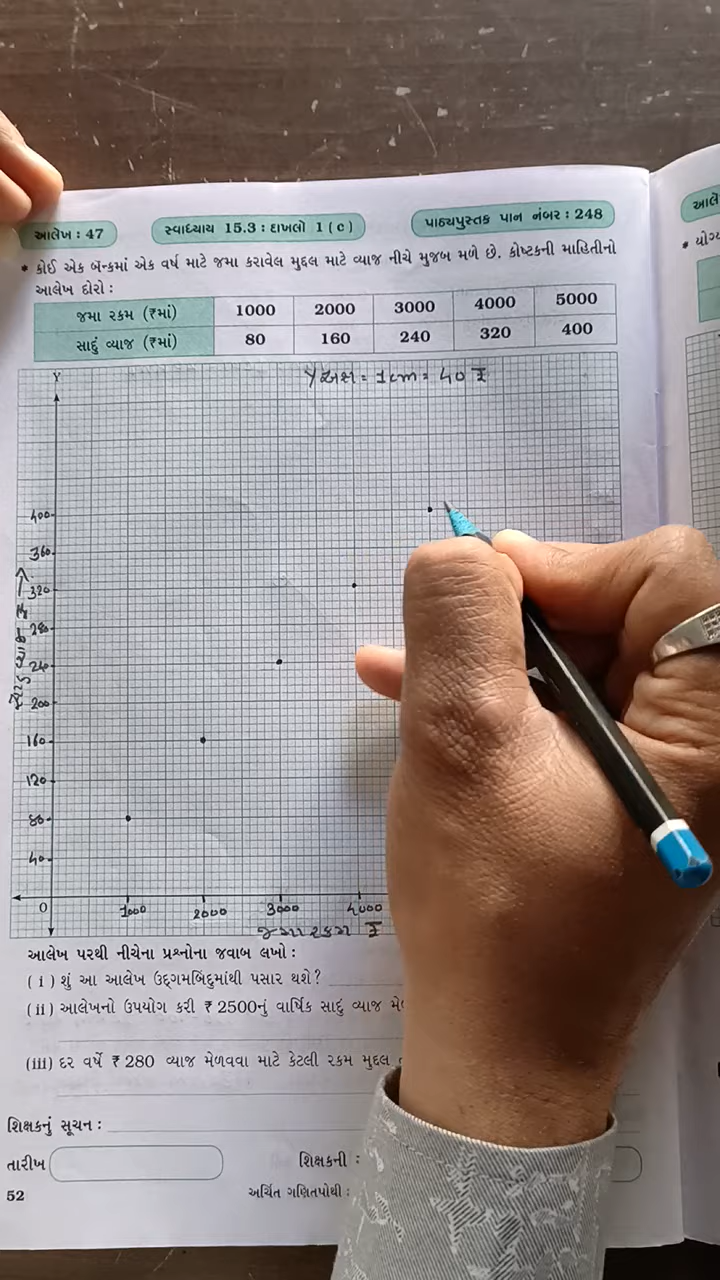 આલેખ : 47 સ્વાધ્યાય 15.3 : દાખલો 1 ( c ) પાઠ્યપુસ્તક પાન નંબર : 248
* કોઈ એક બૅન્કમાં એક વર્ષ માટે જમા કરાવેલ મુદ્દલ માટે વ્યાજ નીચે મુજબ મળે છે. કોષ્ટકની માહિતીનો
આલેખ દોરો :
જમા રકમ (₹માં) 1000 2000 3000 4000 5000
સાદું વ્યાજ (₹માં) 80 160 240 320 400
Y અક્ષ = 1cm = 40 ₹
Y
400
360
320
280
240
200
160
120
80
40
O 1000 2000 3000 4000
જમા રકમ ₹
આલેખ પરથી નીચેના પ્રશ્નોના જવાબ લખો :
( i ) શું આ આલેખ ઉદ્ગમબિંદુમાંથી પસાર થશે?
(ii) આલેખનો ઉપયોગ કરી ₹ 2500નું વાર્ષિક સાદું વ્યાજ
(iii) દર વર્ષે ₹ 280 વ્યાજ મેળવવા માટે કેટલી રકમ મુદ્દલ
શિક્ષકનું સૂચન :
તારીખ શિક્ષકની :
52 અર્ચિત ગણિતપોથી :